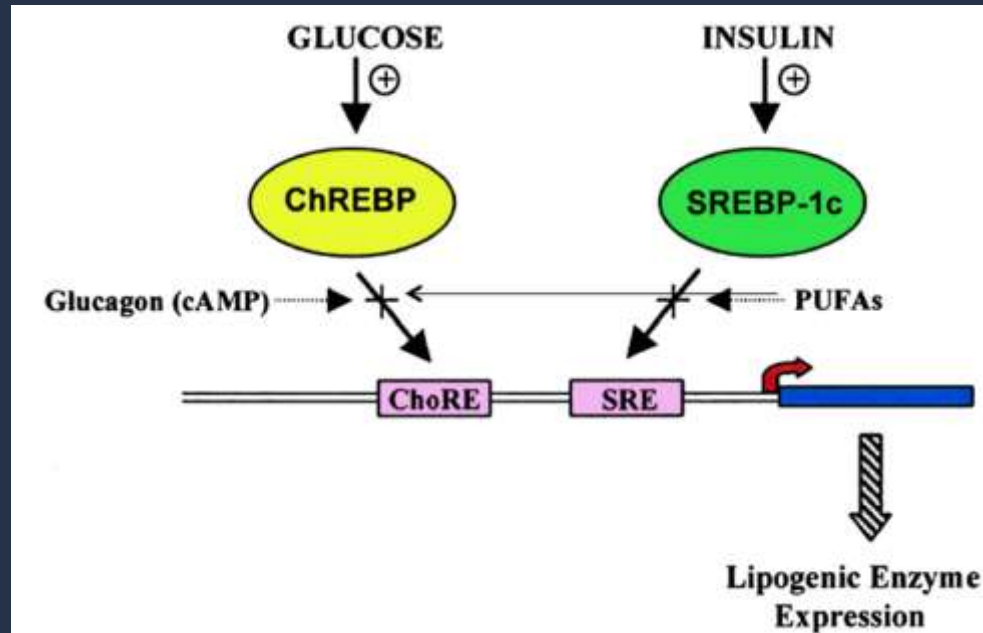 GLUCOSE
INSULIN
+
+
ChREBP
SREBP-1c
Glucagon (cAMP)
PUFAs
ChoRE
SRE
Lipogenic Enzyme
Expression